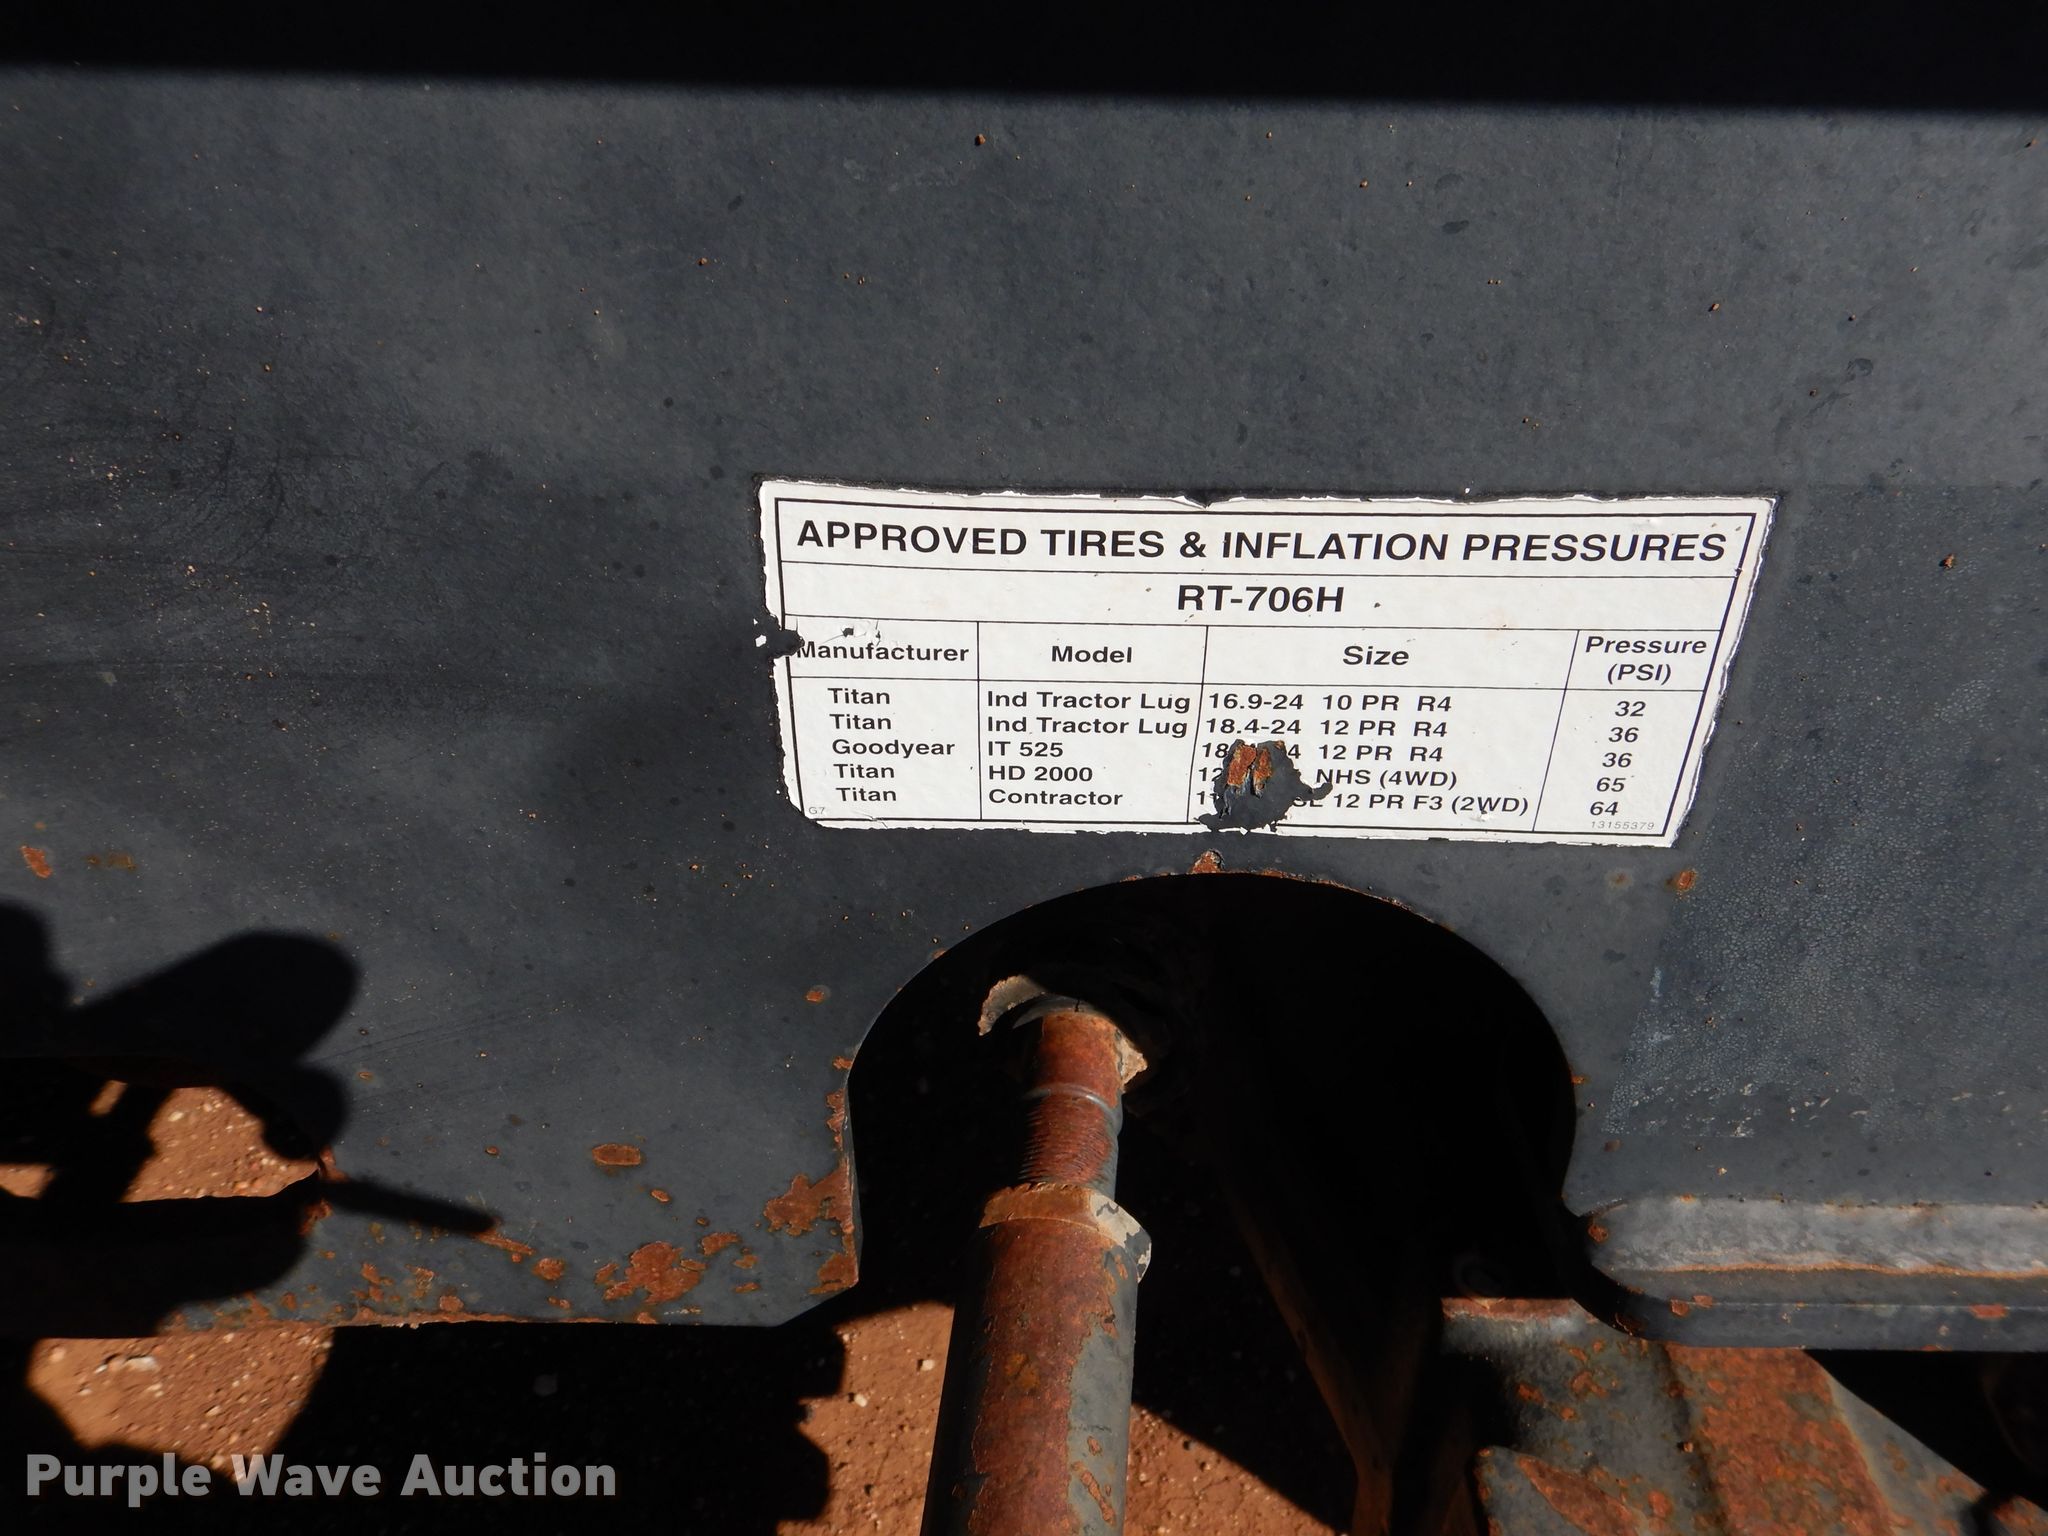 APPROVED TIRES & INFLATION PRESSURES
RT-706H
Manufacturer Model Size Pressure (PSI)
Titan Ind Tractor Lug 16.9-24 10 PR R4 32
Titan Ind Tractor Lug 18.4-24 12 PR R4 36
Goodyear IT 525 12 PR R4 36
Titan HD 2000 NHS (4WD) 65
Titan Contractor 12 PR F3 (2WD) 64
G7 13155379
Purple Wave Auction